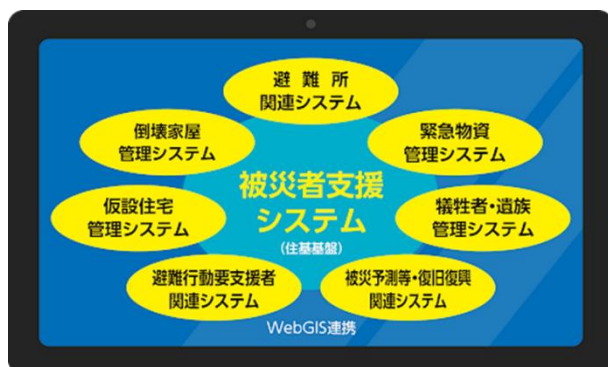 避難所
関連システム
倒壊家屋
管理システム
緊急物資
管理システム
被災者支援
システム
(住基基盤)
仮設住宅
管理システム
犠牲者・遺族
管理システム
避難行動要支援者
関連システム
被災予測等・復旧復興
関連システム
WebGIS連携